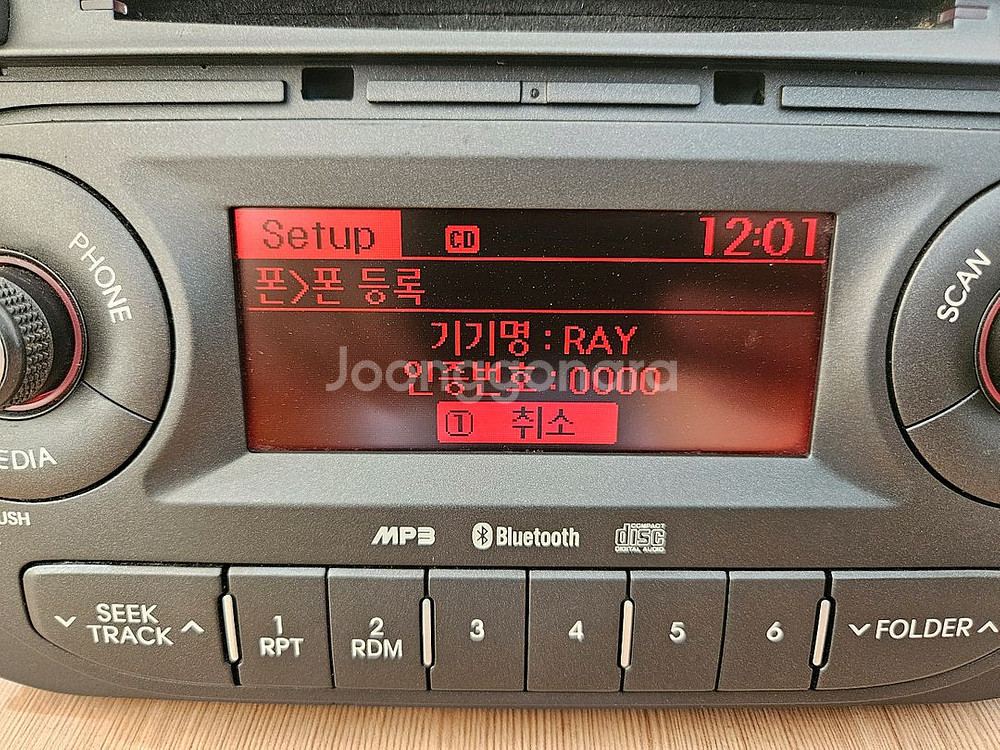 Setup CD 12:01
폰>폰 등록
기기명 : RAY
인증번호 : 0000
① 취소
Joonggonara
PHONE
SCAN
EDIA
USH
MP3 Bluetooth COMPACT disc DIGITAL AUDIO
SEEK TRACK
1 RPT
2 RDM
3
4
5
6
FOLDER